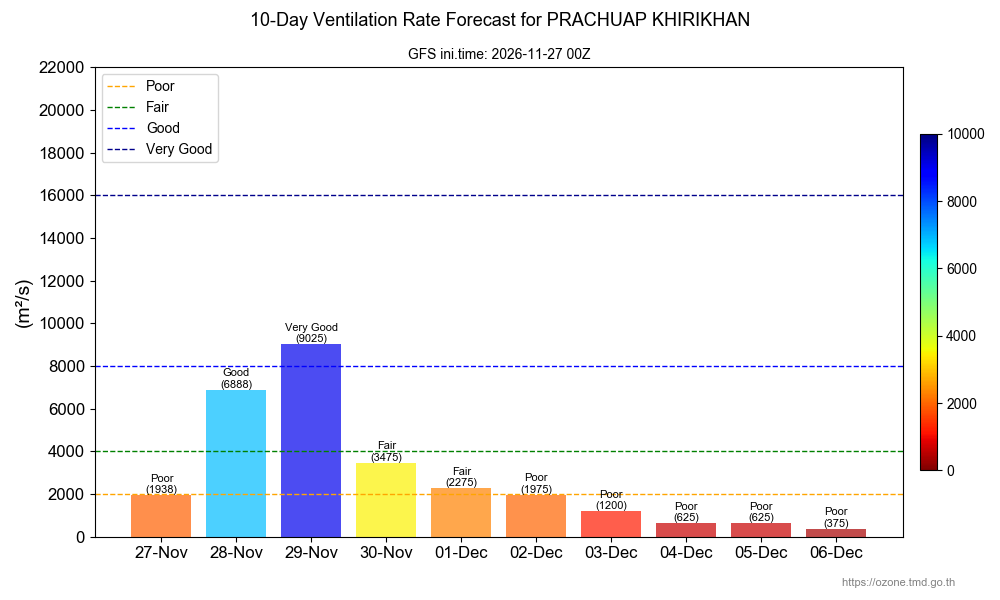 10-Day Ventilation Rate Forecast for PRACHUAP KHIRIKHAN
GFS ini.time: 2026-11-27 00Z
(m²/s)
22000
20000
18000
16000
14000
12000
10000
8000
6000
4000
2000
0
Poor
Fair
Good
Very Good
Poor
(1938)
Good
(6888)
Very Good
(9025)
Fair
(3475)
Fair
(2275)
Poor
(1975)
Poor
(1200)
Poor
(625)
Poor
(625)
Poor
(375)
27-Nov 28-Nov 29-Nov 30-Nov 01-Dec 02-Dec 03-Dec 04-Dec 05-Dec 06-Dec
10000
8000
6000
4000
2000
0
https://ozone.tmd.go.th